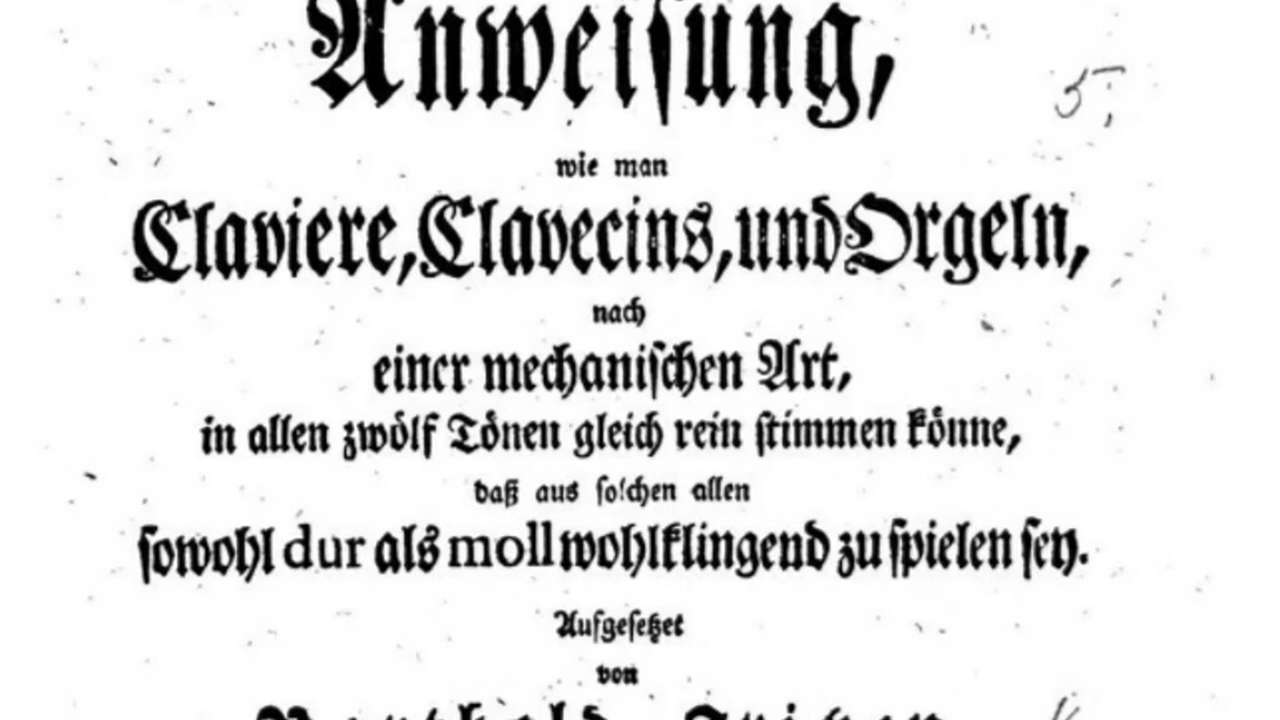 Anweisung,
wie man
Claviere, Clavecins, und Orgeln,
nach
einer mechanischen Art,
in allen zwölf Tönen gleich rein stimmen könne,
daß aus solchen allen
sowohl dur als moll wohlklingend zu spielen sey.
Aufgesetzet
von